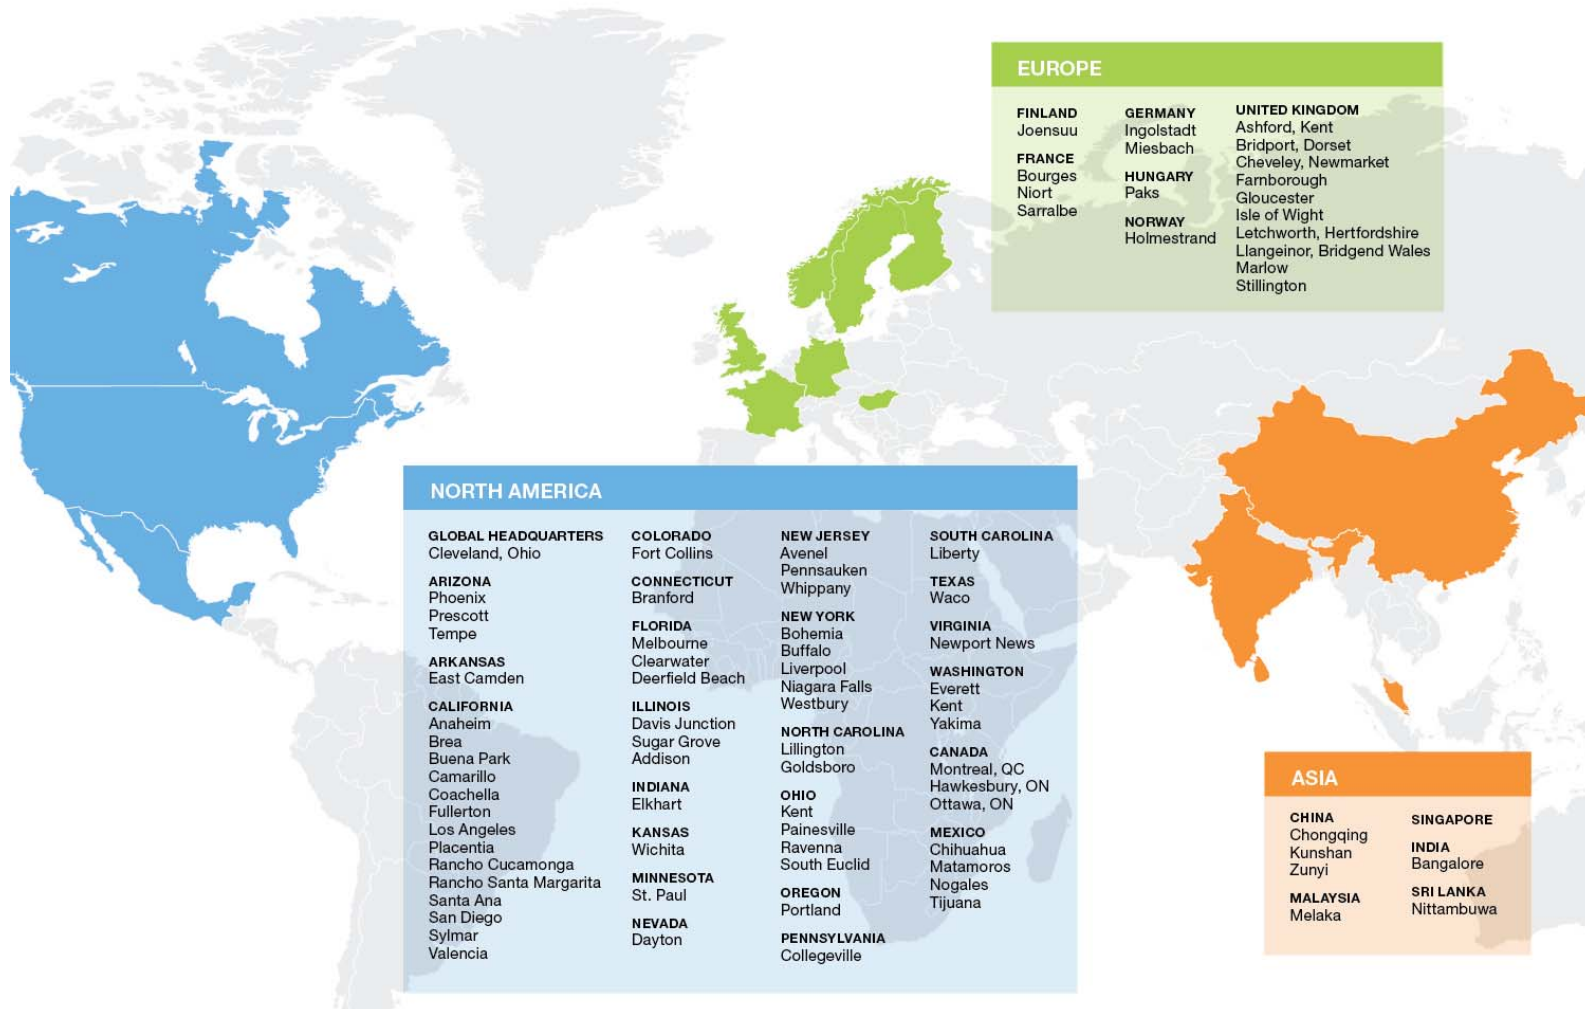 EUROPE
FINLAND
Joensuu
FRANCE
Bourges
Niort
Sarralbe
GERMANY
Ingolstadt
Miesbach
HUNGARY
Paks
NORWAY
Holmestrand
UNITED KINGDOM
Ashford, Kent
Bridport, Dorset
Cheveley, Newmarket
Farnborough
Gloucester
Isle of Wight
Letchworth, Hertfordshire
Llangeinor, Bridgend Wales
Marlow
Stillington
NORTH AMERICA
GLOBAL HEADQUARTERS
Cleveland, Ohio
ARIZONA
Phoenix
Prescott
Tempe
ARKANSAS
East Camden
CALIFORNIA
Anaheim
Brea
Buena Park
Camarillo
Coachella
Fullerton
Los Angeles
Placentia
Rancho Cucamonga
Rancho Santa Margarita
Santa Ana
San Diego
Sylmar
Valencia
COLORADO
Fort Collins
CONNECTICUT
Branford
FLORIDA
Melbourne
Clearwater
Deerfield Beach
ILLINOIS
Davis Junction
Sugar Grove
Addison
INDIANA
Elkhart
KANSAS
Wichita
MINNESOTA
St. Paul
NEVADA
Dayton
NEW JERSEY
Avenel
Pennsauken
Whippany
NEW YORK
Bohemia
Buffalo
Liverpool
Niagara Falls
Westbury
NORTH CAROLINA
Lillington
Goldsboro
OHIO
Kent
Painesville
Ravenna
South Euclid
OREGON
Portland
PENNSYLVANIA
Collegeville
SOUTH CAROLINA
Liberty
TEXAS
Waco
VIRGINIA
Newport News
WASHINGTON
Everett
Kent
Yakima
CANADA
Montreal, QC
Hawkesbury, ON
Ottawa, ON
MEXICO
Chihuahua
Matamoros
Nogales
Tijuana
ASIA
CHINA
Chongqing
Kunshan
Zunyi
MALAYSIA
Melaka
SINGAPORE
INDIA
Bangalore
SRI LANKA
Nittambuwa